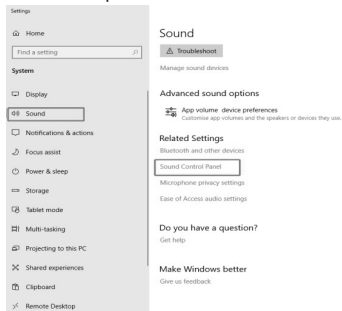 Settings
Home
Find a setting
System
Display
Sound
Notifications & actions
Focus assist
Power & sleep
Storage
Tablet mode
Multi-tasking
Projecting to this PC
Shared experiences
Clipboard
Remote Desktop
Sound
Troubleshoot
Manage sound devices
Advanced sound options
App volume device preferences
Customise app volumes and the speakers or devices they use.
Related Settings
Bluetooth and other devices
Sound Control Panel
Microphone privacy settings
Ease of Access audio settings
Do you have a question?
Get help
Make Windows better
Give us feedback